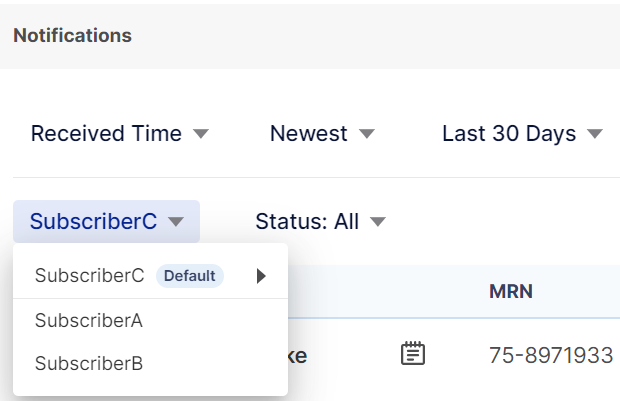 Notifications
Received Time Newest Last 30 Days
SubscriberC Status: All
SubscriberC Default
MRN
SubscriberA
ke 75-8971933
SubscriberB